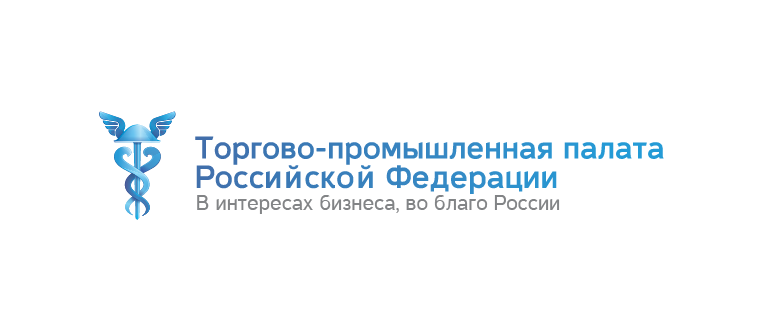 Торгово-промышленная палата
Российской Федерации
В интересах бизнеса, во благо России